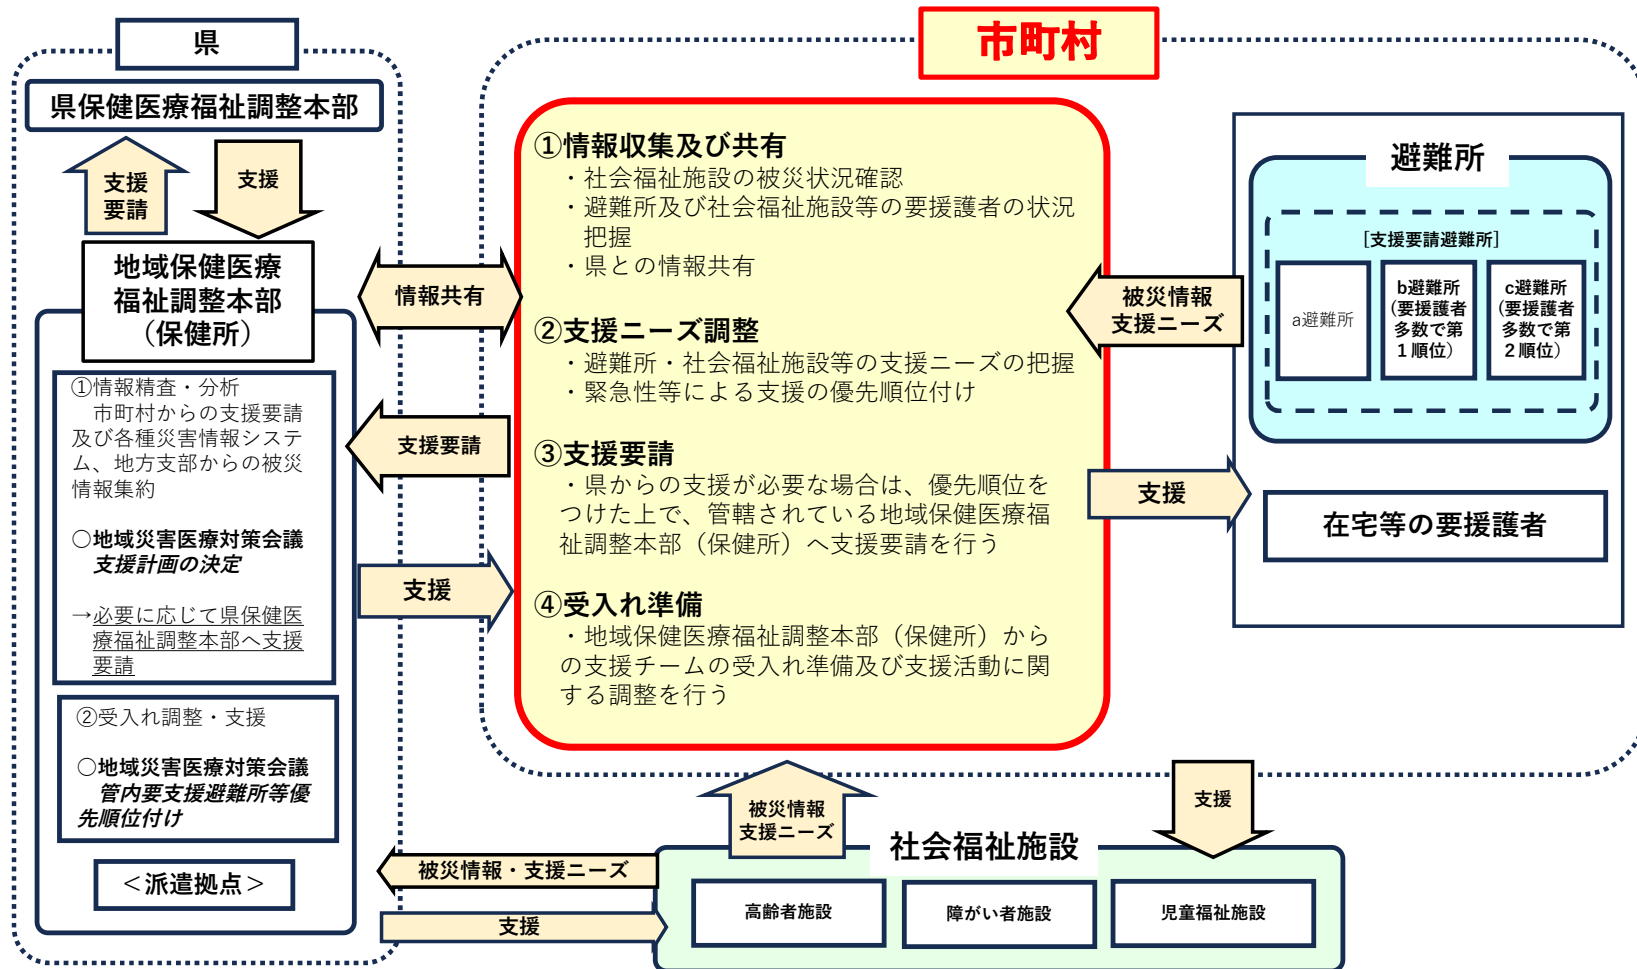 県
県保健医療福祉調整本部
支援
要請
支援
地域保健医療
福祉調整本部
（保健所）
①情報精査・分析
市町村からの支援要請
及び各種災害情報システ
ム、地方支部からの被災
情報集約
○地域災害医療対策会議
支援計画の決定
→必要に応じて県保健医
療福祉調整本部へ支援
要請
②受入れ調整・支援
○地域災害医療対策会議
管内要支援避難所等優
先順位付け
＜派遣拠点＞
情報共有
支援要請
支援
市町村
①情報収集及び共有
・社会福祉施設の被災状況確認
・避難所及び社会福祉施設等の要援護者の状況
把握
・県との情報共有
②支援ニーズ調整
・避難所・社会福祉施設等の支援ニーズの把握
・緊急性等による支援の優先順位付け
③支援要請
・県からの支援が必要な場合は、優先順位を
つけた上で、管轄されている地域保健医療福
祉調整本部（保健所）へ支援要請を行う
④受入れ準備
・地域保健医療福祉調整本部（保健所）から
の支援チームの受入れ準備及び支援活動に関
する調整を行う
被災情報
支援ニーズ
支援
避難所
［支援要請避難所］
a避難所
b避難所
(要援護者
多数で第
１順位)
c避難所
(要援護者
多数で第
２順位)
在宅等の要援護者
被災情報
支援ニーズ
支援
被災情報・支援ニーズ
支援
社会福祉施設
高齢者施設
障がい者施設
児童福祉施設